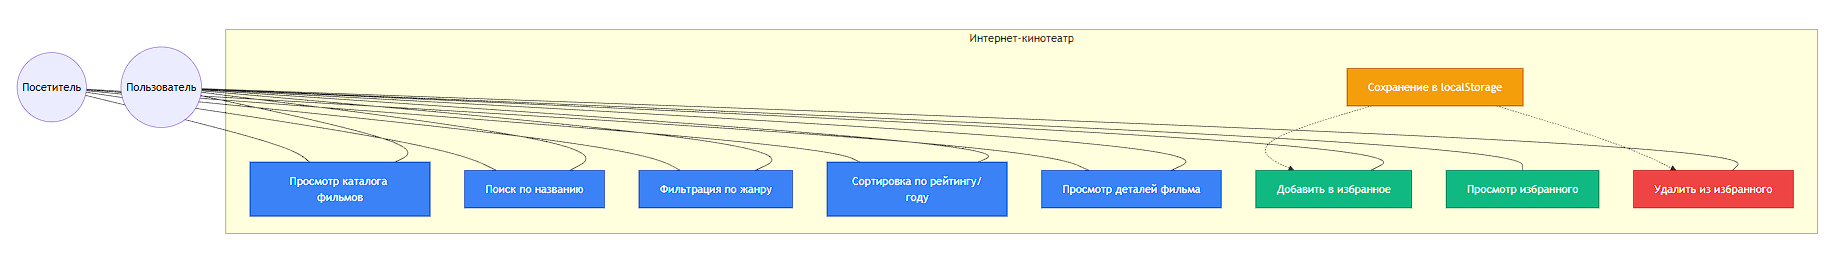 Интернет-кинотеатр
Посетитель
Пользователь
Сохранение в localStorage
Просмотр каталога
фильмов
Поиск по названию
Фильтрация по жанру
Сортировка по рейтингу/
году
Просмотр деталей фильма
Добавить в избранное
Просмотр избранного
Удалить из избранного